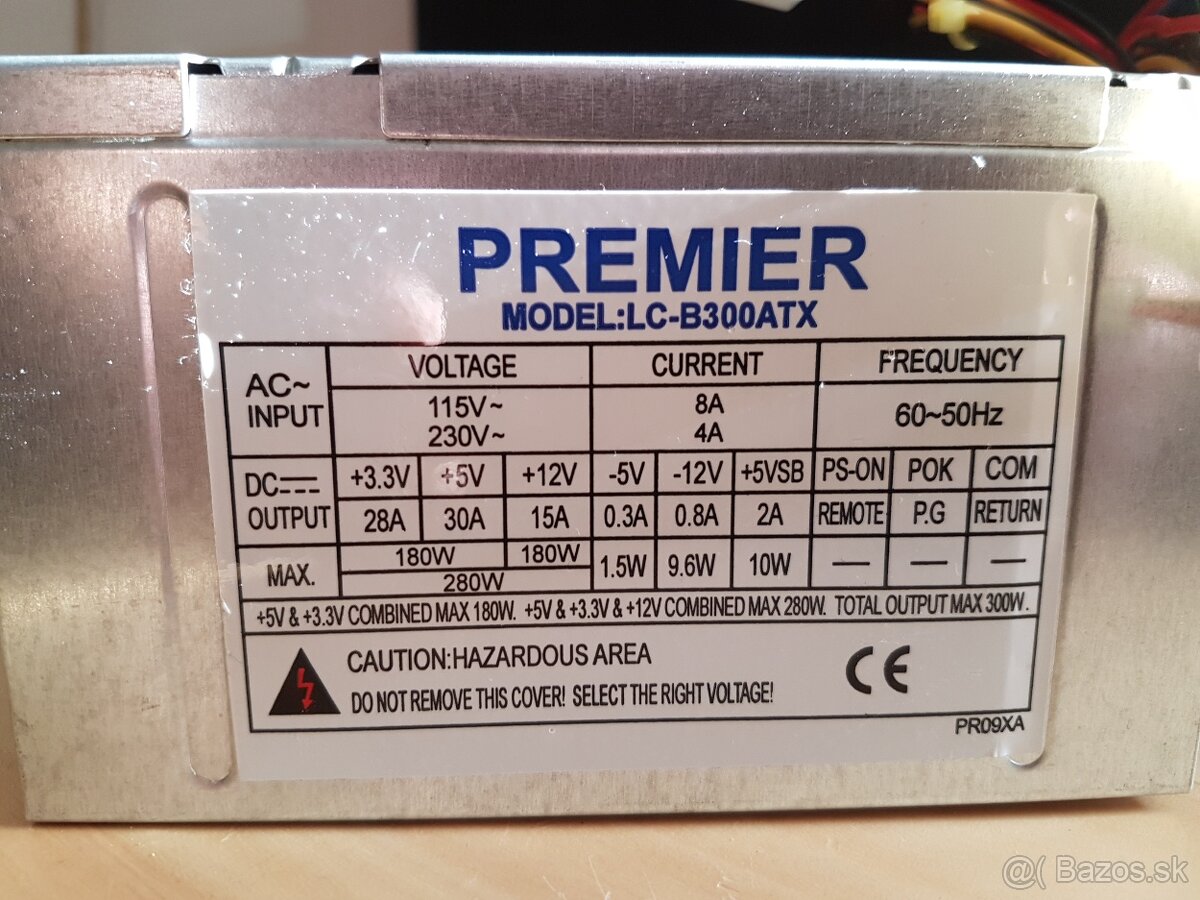 PREMIER
MODEL:LC-B300ATX
AC~ INPUT VOLTAGE CURRENT FREQUENCY
115V~ 8A 60~50Hz
230V~ 4A
DC OUTPUT +3.3V +5V +12V -5V -12V +5VSB PS-ON POK COM
28A 30A 15A 0.3A 0.8A 2A REMOTE P.G RETURN
MAX. 180W 180W 1.5W 9.6W 10W — — —
280W
+5V & +3.3V COMBINED MAX 180W. +5V & +3.3V & +12V COMBINED MAX 280W. TOTAL OUTPUT MAX 300W.
CAUTION:HAZARDOUS AREA
DO NOT REMOVE THIS COVER! SELECT THE RIGHT VOLTAGE!
CE
PR09XA
@( Bazos.sk